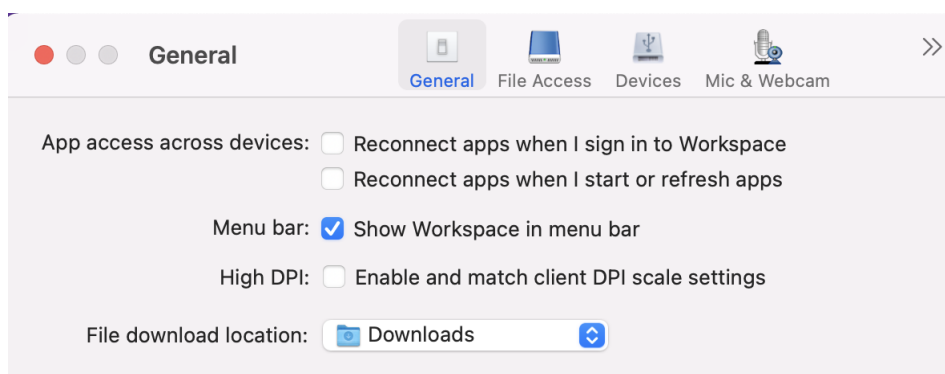 General
General File Access Devices Mic & Webcam
App access across devices: Reconnect apps when I sign in to Workspace
Reconnect apps when I start or refresh apps
Menu bar: Show Workspace in menu bar
High DPI: Enable and match client DPI scale settings
File download location: Downloads